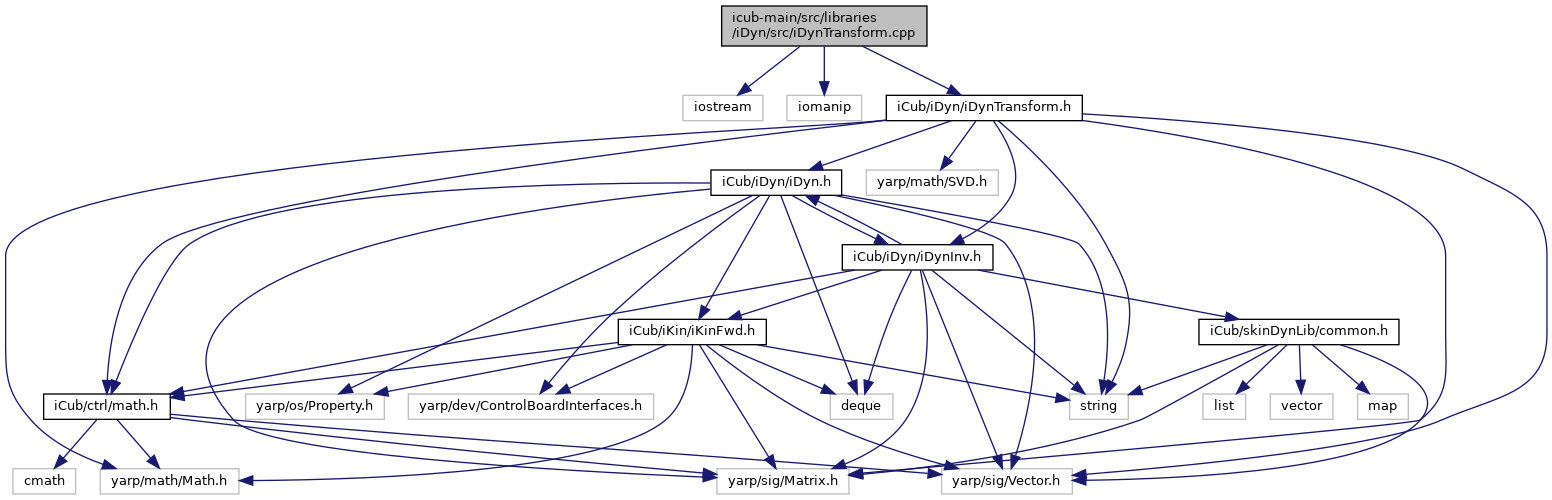 icub-main/src/libraries
/iDyn/src/iDynTransform.cpp
iostream
iomanip
iCub/iDyn/iDynTransform.h
iCub/iDyn/iDyn.h
yarp/math/SVD.h
iCub/iDyn/iDynInv.h
iCub/iKin/iKinFwd.h
iCub/skinDynLib/common.h
iCub/ctrl/math.h
yarp/os/Property.h
yarp/dev/ControlBoardInterfaces.h
deque
string
list
vector
map
cmath
yarp/math/Math.h
yarp/sig/Matrix.h
yarp/sig/Vector.h